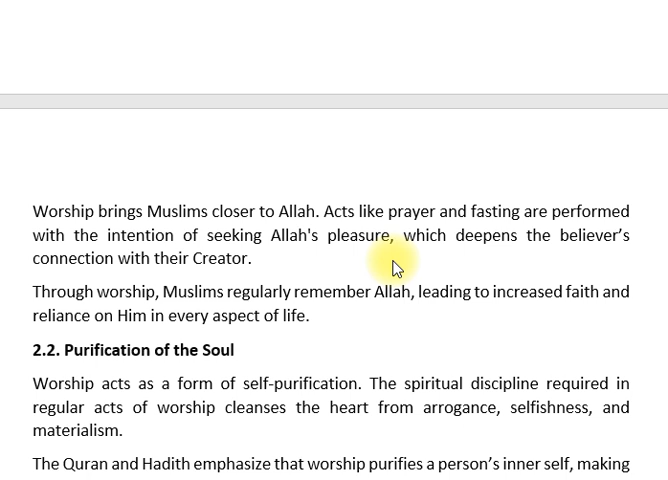 Worship brings Muslims closer to Allah. Acts like prayer and fasting are performed
with the intention of seeking Allah's pleasure, which deepens the believer’s
connection with their Creator.
Through worship, Muslims regularly remember Allah, leading to increased faith and
reliance on Him in every aspect of life.
2.2. Purification of the Soul
Worship acts as a form of self-purification. The spiritual discipline required in
regular acts of worship cleanses the heart from arrogance, selfishness, and
materialism.
The Quran and Hadith emphasize that worship purifies a person’s inner self, making